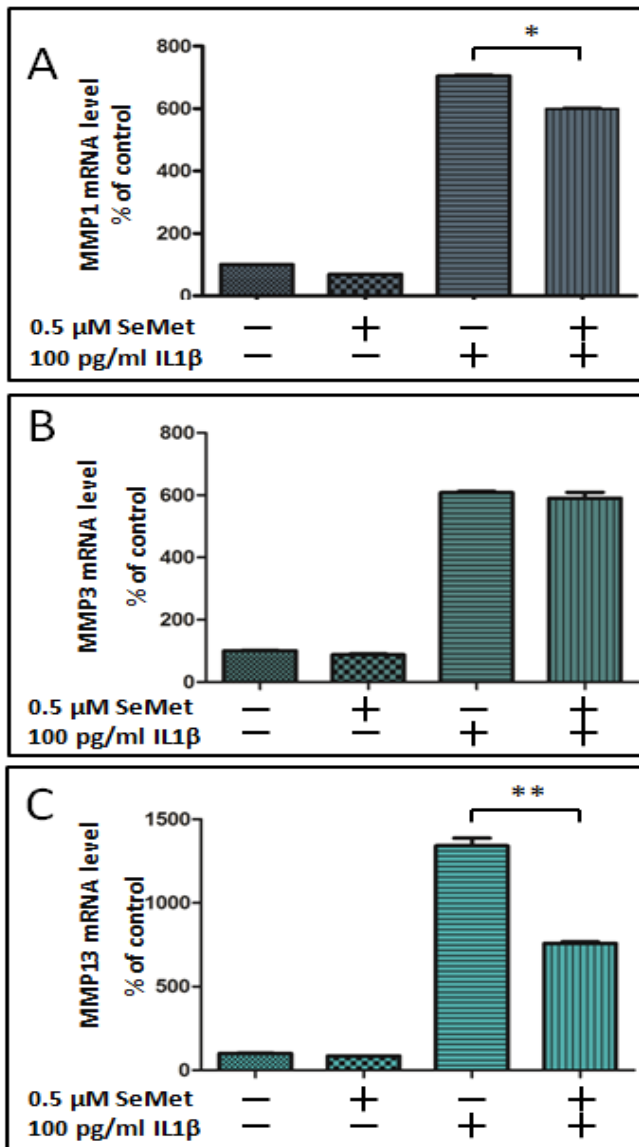 A
MMP1 mRNA level
% of control
800
600
400
200
0
*
0.5 µM SeMet — + — +
100 pg/ml IL1β — — + +
B
MMP3 mRNA level
% of control
800
600
400
200
0
0.5 µM SeMet — + — +
100 pg/ml IL1β — — + +
C
MMP13 mRNA level
% of control
1500
1000
500
0
**
0.5 µM SeMet — + — +
100 pg/ml IL1β — — + +